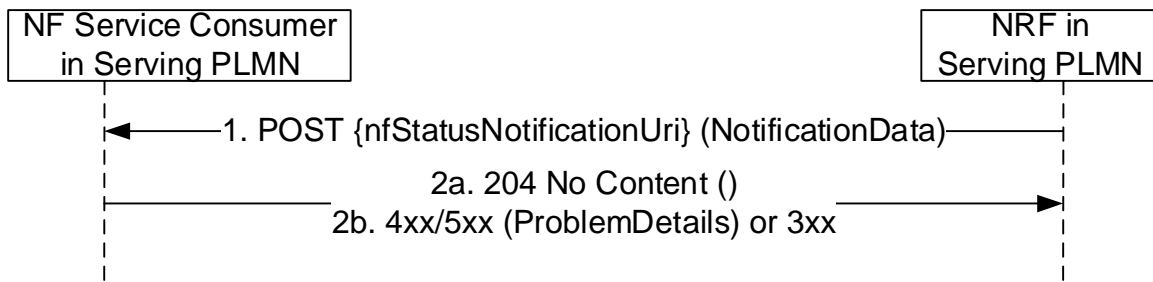 NF Service Consumer
in Serving PLMN
NRF in
Serving PLMN
1. POST {nfStatusNotificationUri} (NotificationData)
2a. 204 No Content ()
2b. 4xx/5xx (ProblemDetails) or 3xx